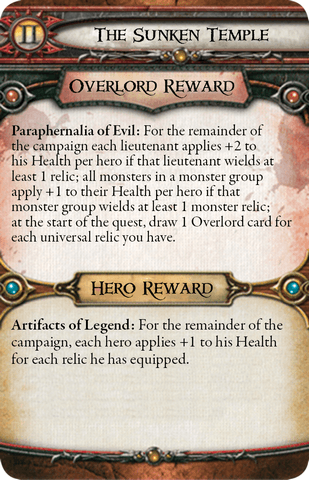 II
The Sunken Temple
Overlord Reward
Paraphernalia of Evil: For the remainder of
the campaign each lieutenant applies +2 to
his Health per hero if that lieutenant wields at
least 1 relic; all monsters in a monster group
apply +1 to their Health per hero if that
monster group wields at least 1 monster relic;
at the start of the quest, draw 1 Overlord card for
each universal relic you have.
Hero Reward
Artifacts of Legend: For the remainder of the
campaign, each hero applies +1 to his Health
for each relic he has equipped.